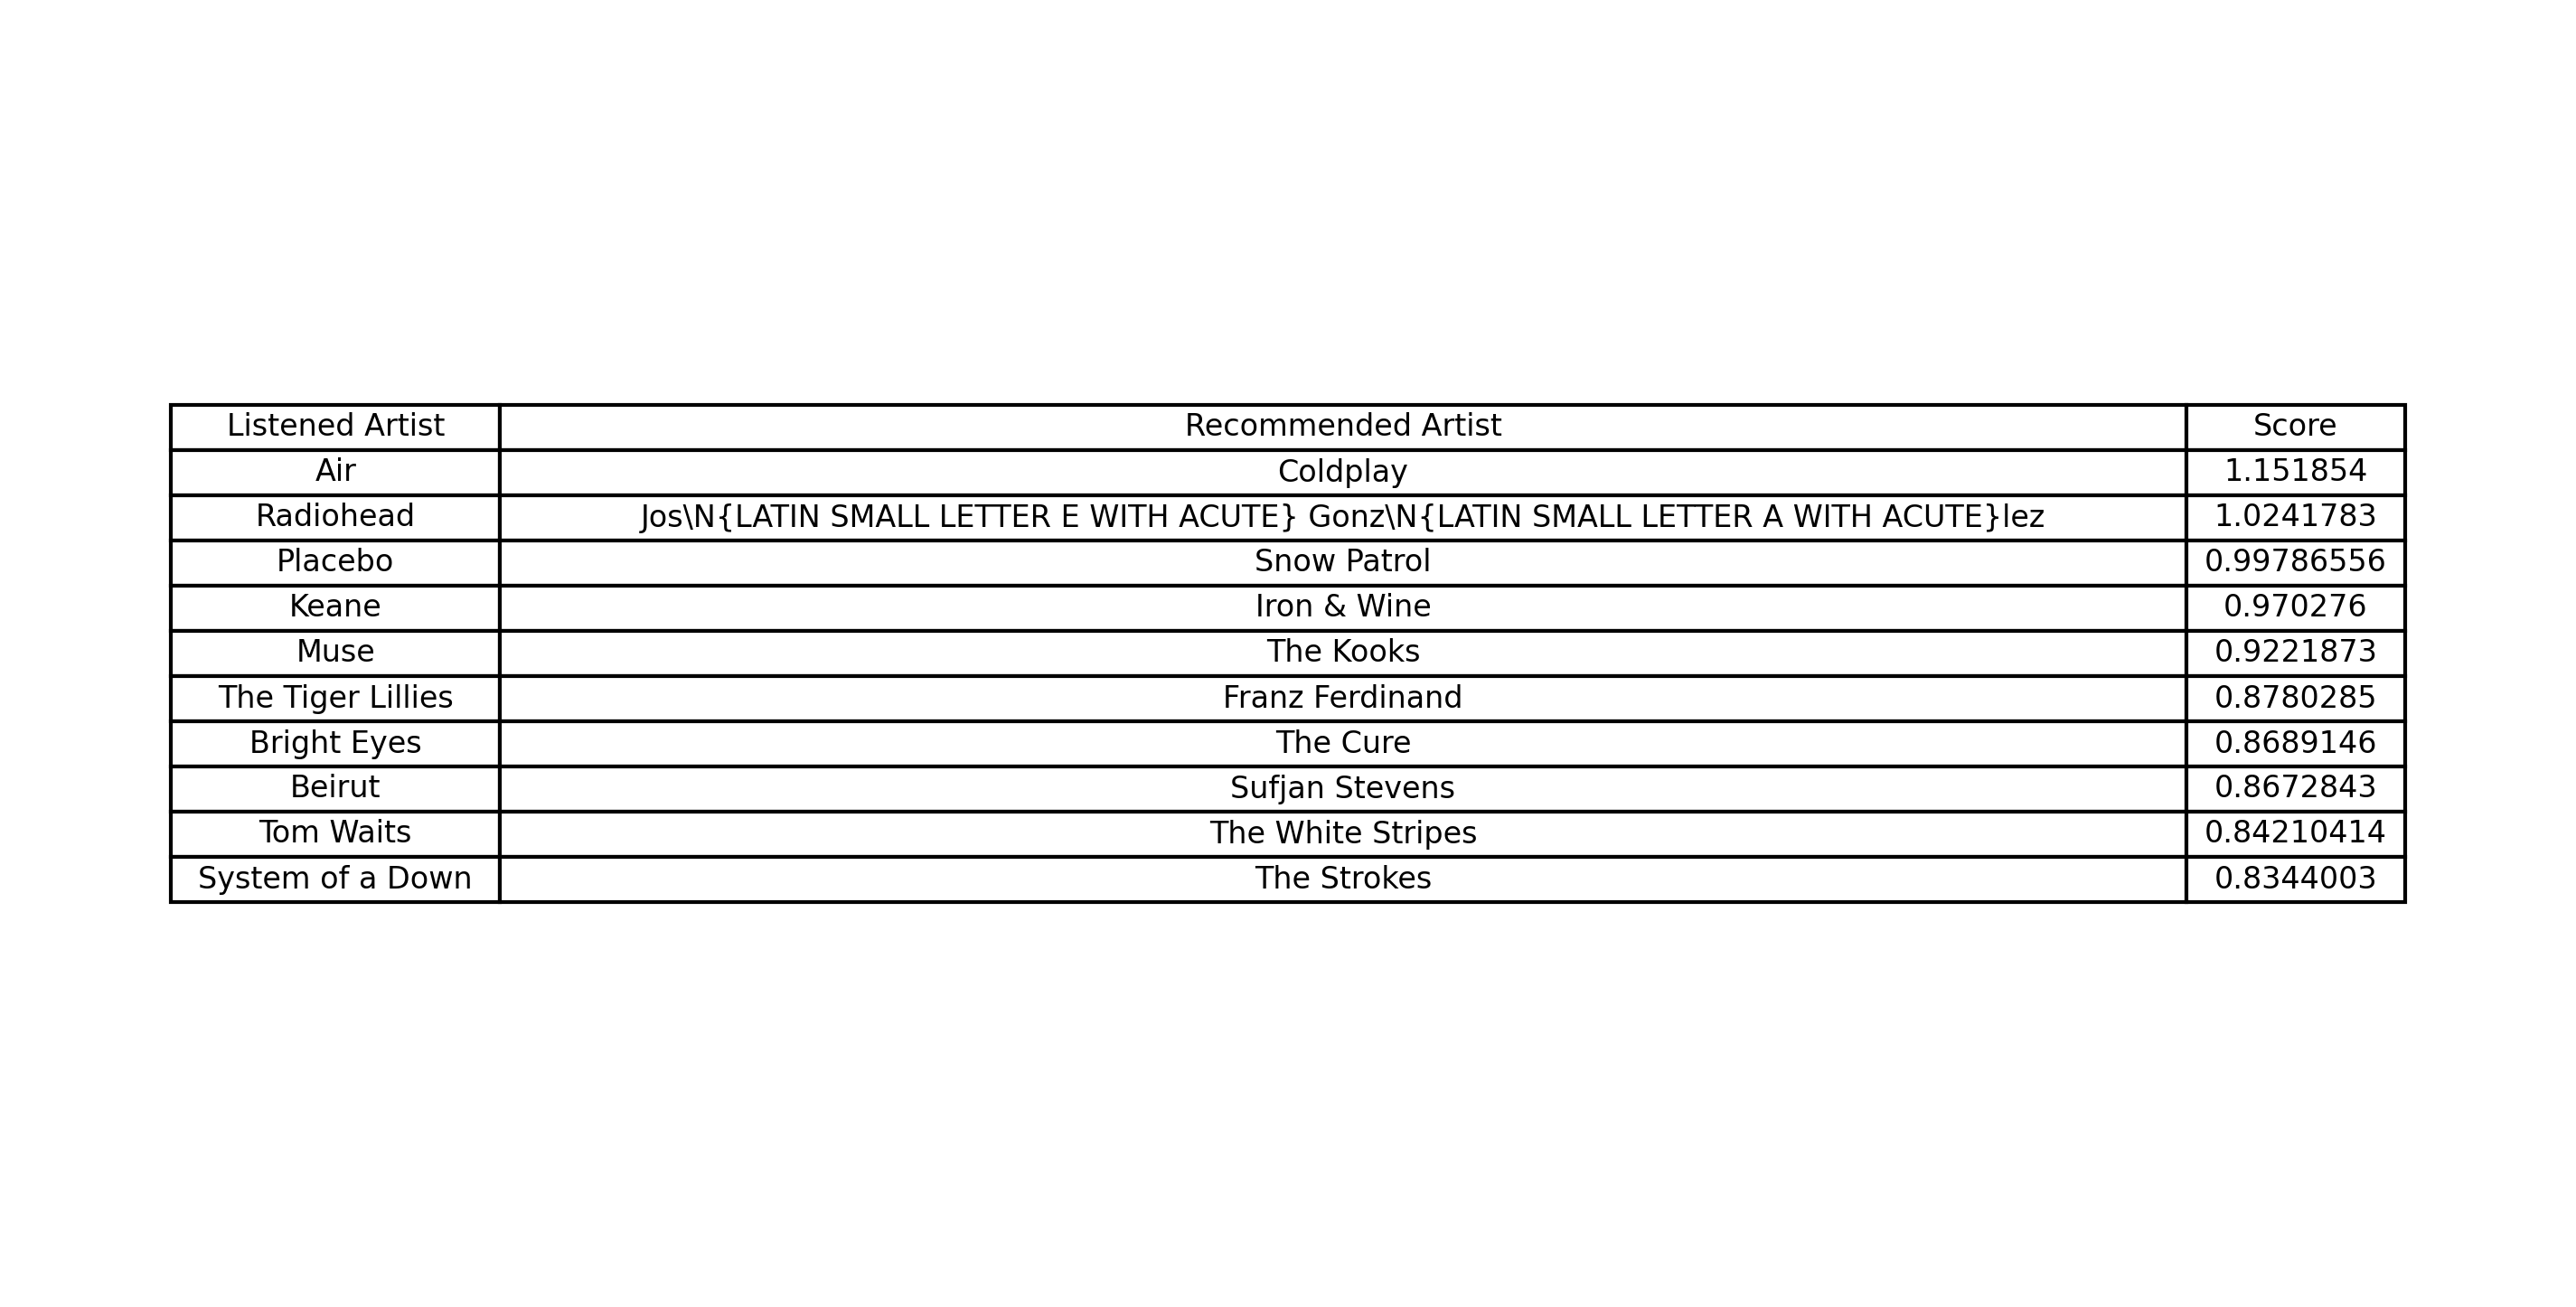 Listened Artist Recommended Artist Score
Air Coldplay 1.151854
Radiohead Jos\N{LATIN SMALL LETTER E WITH ACUTE} Gonz\N{LATIN SMALL LETTER A WITH ACUTE}lez 1.0241783
Placebo Snow Patrol 0.99786556
Keane Iron & Wine 0.970276
Muse The Kooks 0.9221873
The Tiger Lillies Franz Ferdinand 0.8780285
Bright Eyes The Cure 0.8689146
Beirut Sufjan Stevens 0.8672843
Tom Waits The White Stripes 0.84210414
System of a Down The Strokes 0.8344003